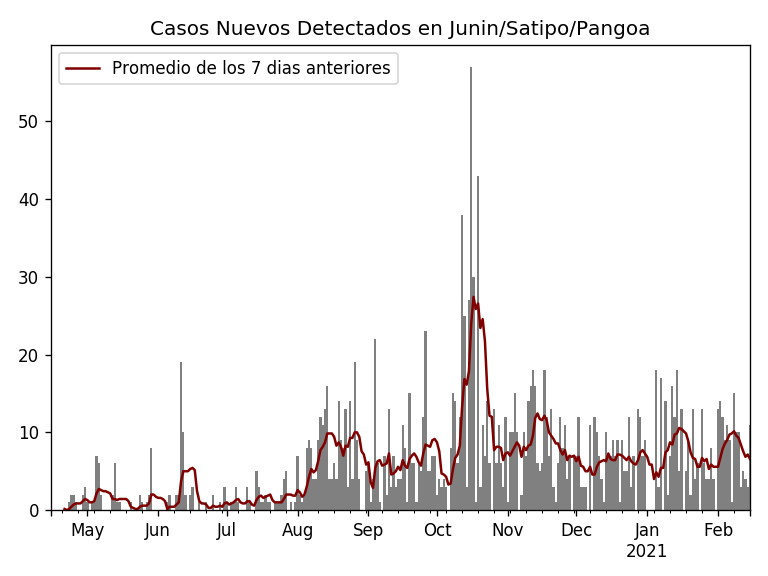 Casos Nuevos Detectados en Junin/Satipo/Pangoa
Promedio de los 7 dias anteriores
50
40
30
20
10
0
May Jun Jul Aug Sep Oct Nov Dec Jan Feb
2021